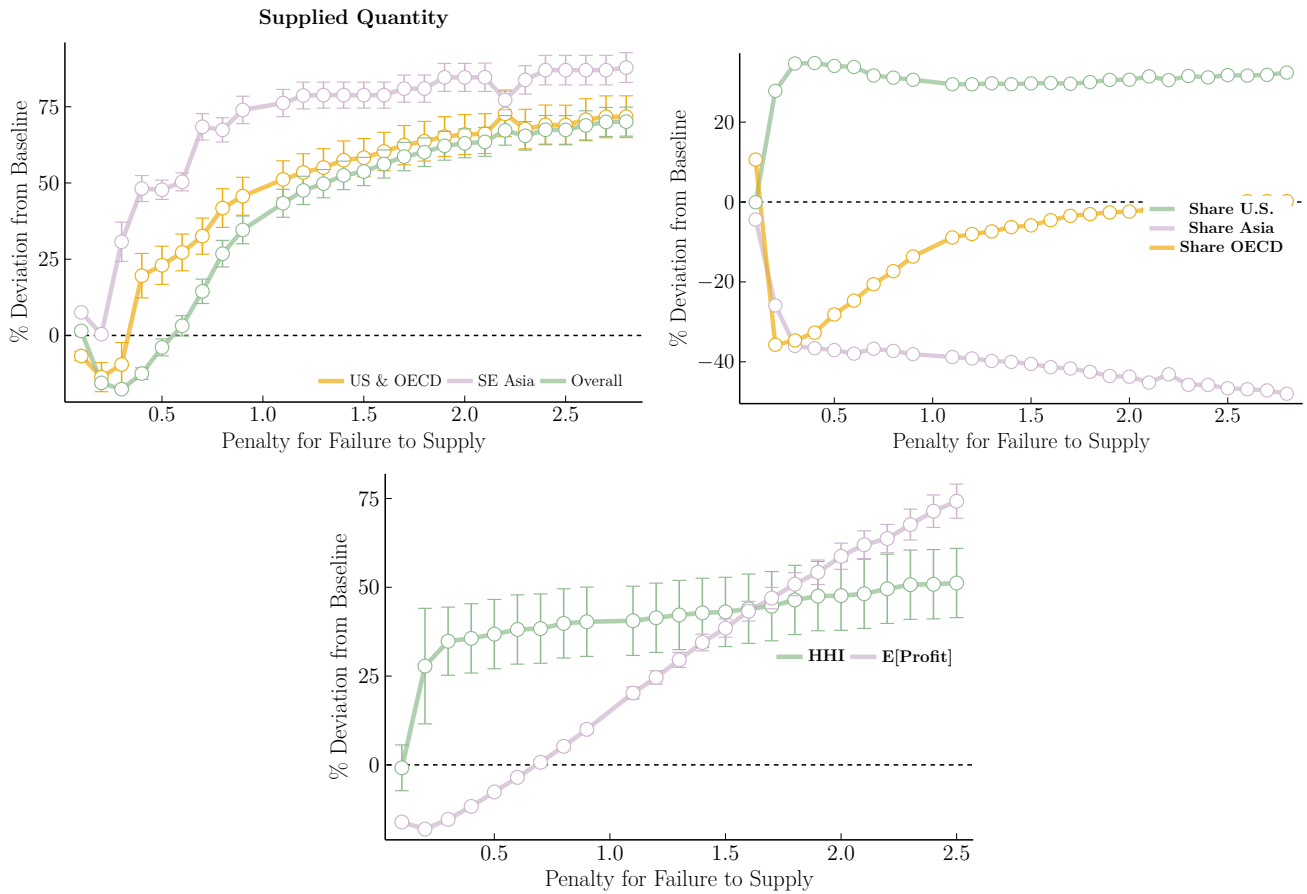 Supplied Quantity
% Deviation from Baseline
75
50
25
0
US & OECD
SE Asia
Overall
0.5
1.0
1.5
2.0
2.5
Penalty for Failure to Supply
% Deviation from Baseline
20
0
−20
−40
Share U.S.
Share Asia
Share OECD
0.5
1.0
1.5
2.0
2.5
Penalty for Failure to Supply
% Deviation from Baseline
75
50
25
0
HHI
E[Profit]
0.5
1.0
1.5
2.0
2.5
Penalty for Failure to Supply